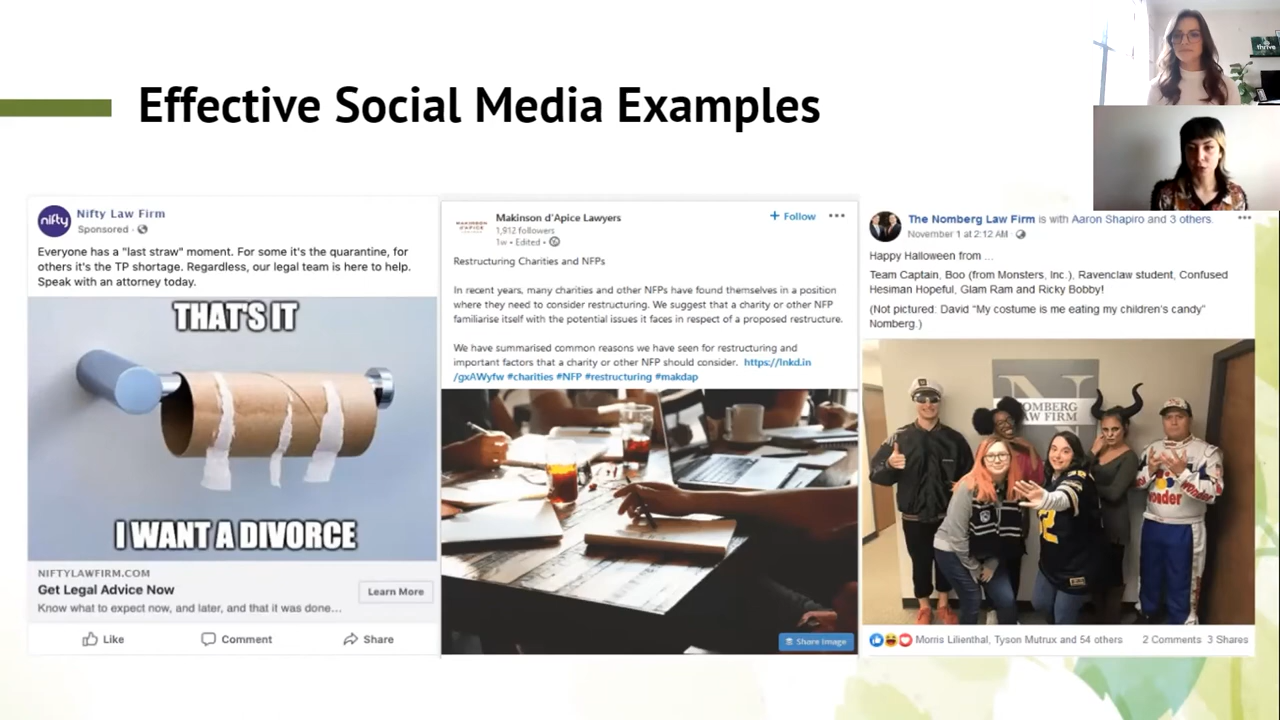 Effective Social Media Examples
thrive
nifty
Nifty Law Firm
Sponsored ·
Everyone has a "last straw" moment. For some it's the quarantine, for
others it's the TP shortage. Regardless, our legal team is here to help.
Speak with an attorney today.
THAT'S IT
I WANT A DIVORCE
NIFTYLAWFIRM.COM
Get Legal Advice Now
Know what to expect now, and later, and that it was done...
Learn More
Like
Comment
Share
MAKINSON
D'APICE
Makinson d'Apice Lawyers
1,912 followers
1w • Edited •
+ Follow
Restructuring Charities and NFPs
In recent years, many charities and other NFPs have found themselves in a position
where they need to consider restructuring. We suggest that a charity or other NFP
familiarise itself with the potential issues it faces in respect of a proposed restructure.
We have summarised common reasons we have seen for restructuring and
important factors that a charity or other NFP should consider. https://lnkd.in
/gxAWyfw #charities #NFP #restructuring #makdap
Share Image
The Nomberg Law Firm is with Aaron Shapiro and 3 others.
November 1 at 2:12 AM ·
Happy Halloween from ...
Team Captain, Boo (from Monsters, Inc.), Ravenclaw student, Confused
Hesiman Hopeful, Glam Ram and Ricky Bobby!
(Not pictured: David "My costume is me eating my children's candy"
Nomberg.)
N
NOMBERG
LAW FIRM
2
Wonder
Morris Lilienthal, Tyson Mutrux and 54 others
2 Comments 3 Shares